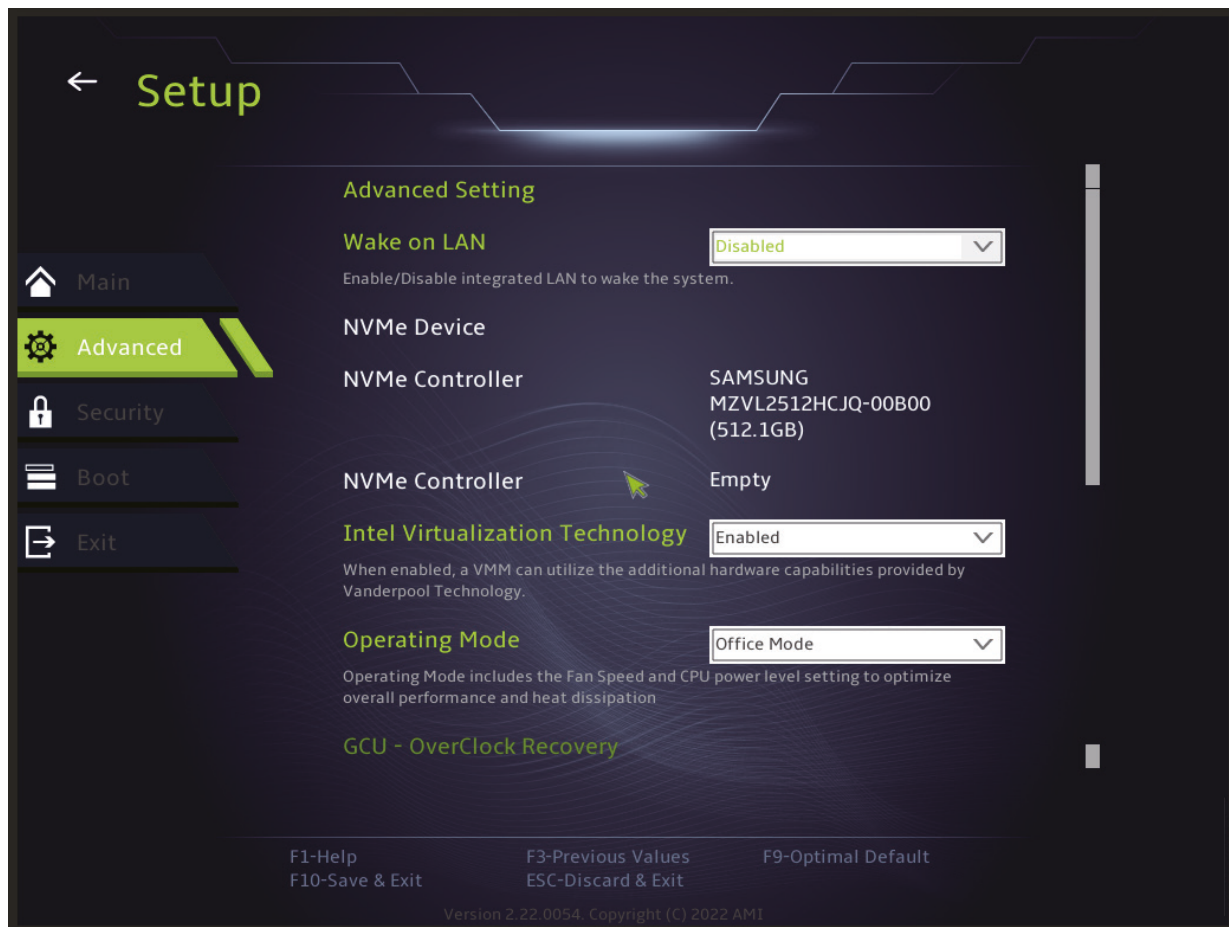 Setup
Advanced Setting
Wake on LAN
Disabled
Enable/Disable integrated LAN to wake the system.
Main
Advanced
Security
Boot
Exit
NVMe Device
NVMe Controller
SAMSUNG
MZVL2512HCJQ-00B00
(512.1GB)
NVMe Controller
Empty
Intel Virtualization Technology
Enabled
When enabled, a VMM can utilize the additional hardware capabilities provided by
Vanderpool Technology.
Operating Mode
Office Mode
Operating Mode includes the Fan Speed and CPU power level setting to optimize
overall performance and heat dissipation
GCU - OverClock Recovery
F1-Help
F3-Previous Values
F9-Optimal Default
F10-Save & Exit
ESC-Discard & Exit
Version 2.22.0054. Copyright (C) 2022 AMI